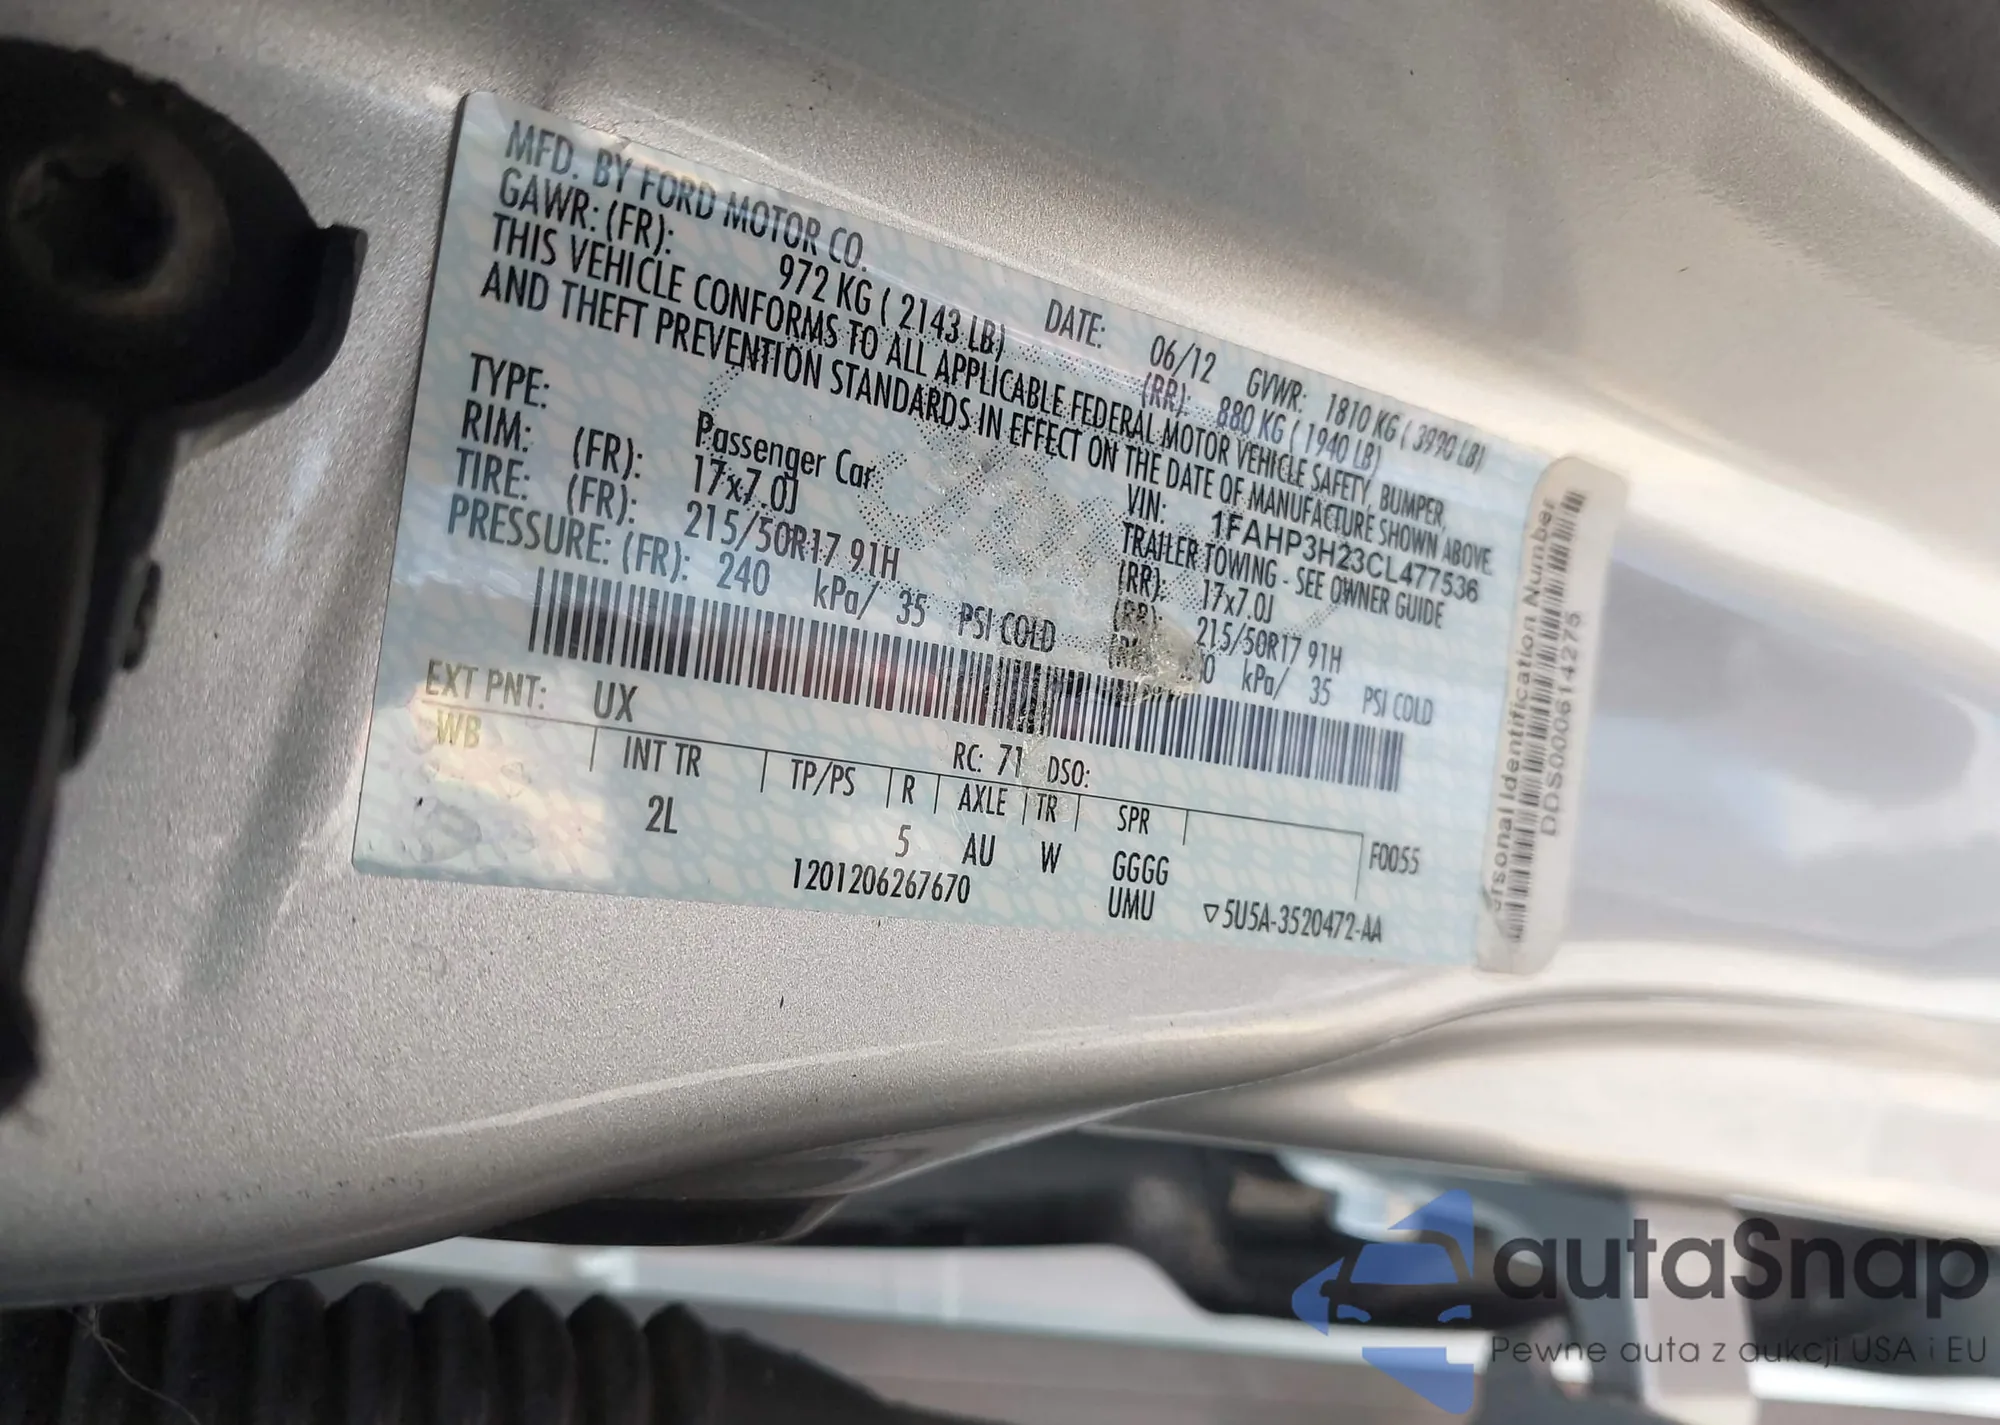 MFD. BY FORD MOTOR CO.
DATE: 06/12 GVWR: 1810 KG ( 3990 LB)
GAWR: (FR): 972 KG ( 2143 LB) (RR): 880 KG ( 1940 LB)
THIS VEHICLE CONFORMS TO ALL APPLICABLE FEDERAL MOTOR VEHICLE SAFETY, BUMPER,
AND THEFT PREVENTION STANDARDS IN EFFECT ON THE DATE OF MANUFACTURE SHOWN ABOVE.
VIN: 1FAHP3H23CL477536
TYPE: Passenger Car TRAILER TOWING - SEE OWNER GUIDE
RIM: (FR): 17x7.0J (RR): 17x7.0J
TIRE: (FR): 215/50R17 91H (RR): 215/50R17 91H
PRESSURE: (FR): 240 kPa/ 35 PSI COLD kPa/ 35 PSI COLD
EXT PNT: UX RC: 71 DSO:
WB INT TR TP/PS R AXLE TR SPR F0055
2L 5 AU W GGGG
1201206267670 UMU ▽5U5A-3520472-AA
Personal Identification Number
DDS000614275
autaSnap
Pewne auta z aukcji USA i EU